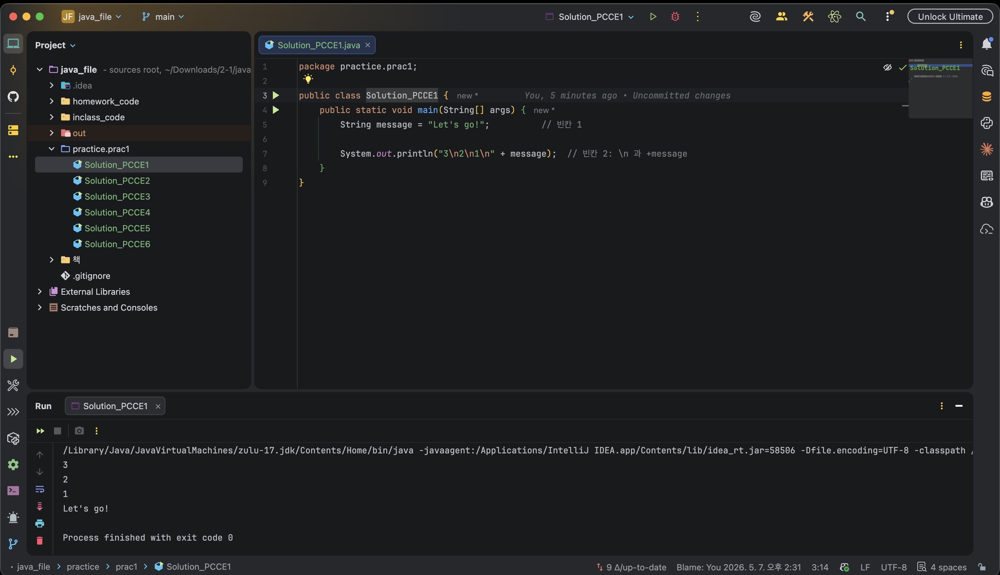 JF java_file main Solution_PCCE1 Unlock Ultimate
Project
java_file - sources root, ~/Downloads/2-1/java
.idea
homework_code
inclass_code
out
practice.prac1
Solution_PCCE1
Solution_PCCE2
Solution_PCCE3
Solution_PCCE4
Solution_PCCE5
Solution_PCCE6
책
.gitignore
External Libraries
Scratches and Consoles
Solution_PCCE1.java
1 package practice.prac1;
2
3 public class Solution_PCCE1 { new * You, 5 minutes ago • Uncommitted changes
4 public static void main(String[] args) { new *
5 String message = "Let's go!"; // 빈칸 1
6
7 System.out.println("3\n2\n1\n" + message); // 빈칸 2: \n 과 +message
8 }
9 }
Solution_PCCE1
Run Solution_PCCE1
/Library/Java/JavaVirtualMachines/zulu-17.jdk/Contents/Home/bin/java -javaagent:/Applications/IntelliJ IDEA.app/Contents/lib/idea_rt.jar=58506 -Dfile.encoding=UTF-8 -classpath /
3
2
1
Let's go!
Process finished with exit code 0
java_file practice prac1 Solution_PCCE1 9 Δ/up-to-date Blame: You 2026. 5. 7. 오후 2:31 3:14 LF UTF-8 4 spaces